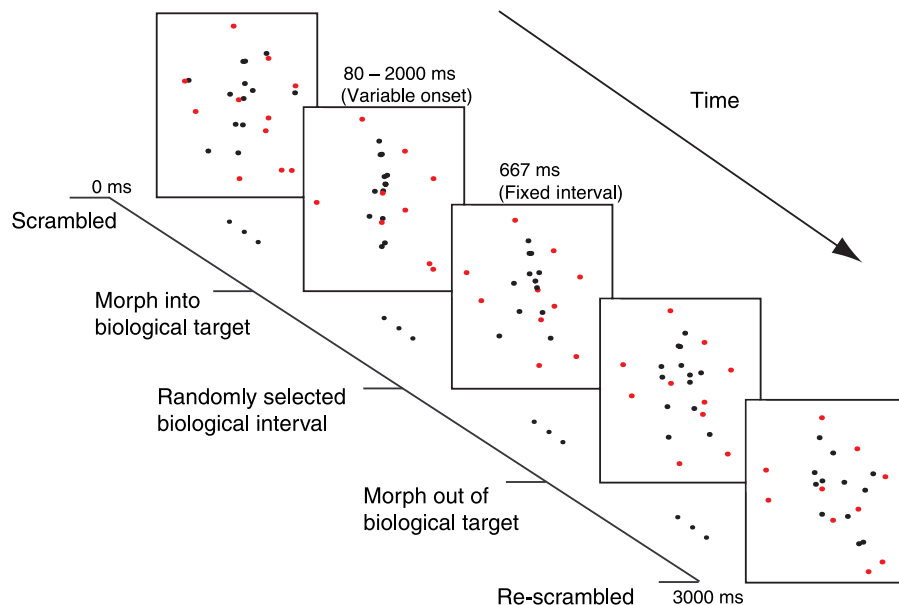 80 – 2000 ms
(Variable onset)
Time
667 ms
(Fixed interval)
0 ms
Scrambled
Morph into
biological target
Randomly selected
biological interval
Morph out of
biological target
Re-scrambled
3000 ms